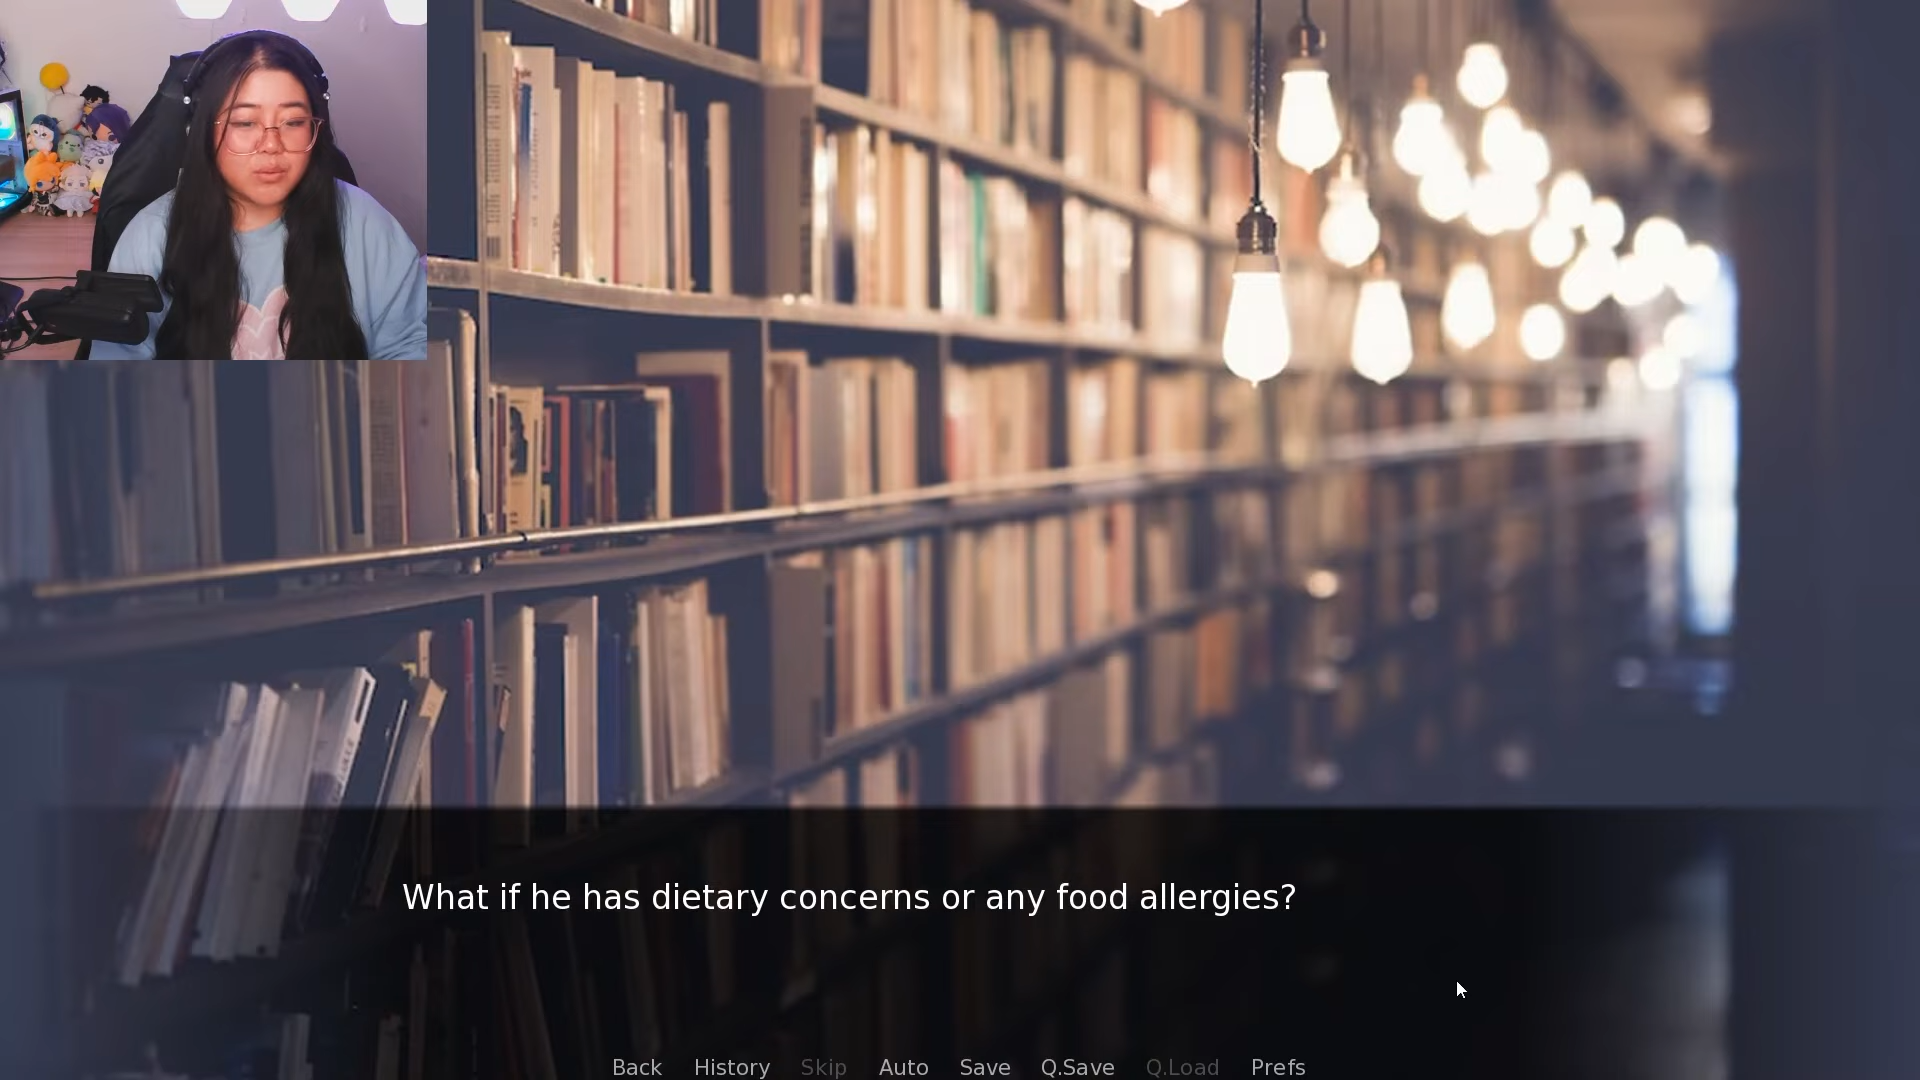 What if he has dietary concerns or any food allergies?
Back History Skip Auto Save Q.Save Q.Load Prefs